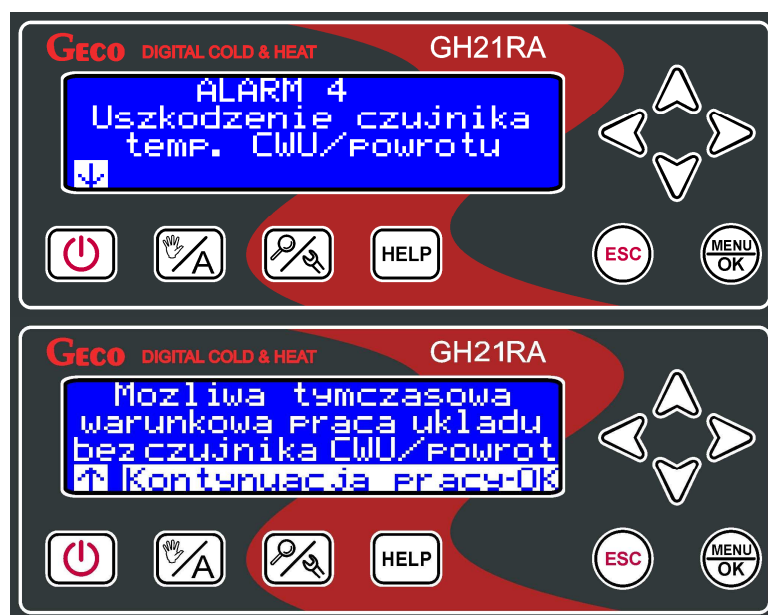 GECO DIGITAL COLD & HEAT GH21RA
ALARM 4
Uszkodzenie czujnika
temp. CWU/powrotu
↓
A
HELP
ESC
MENU
OK
GECO DIGITAL COLD & HEAT GH21RA
Mozliwa tymczasowa
warunkowa praca ukladu
bez czujnika CWU/powrot
↑ Kontynuacja pracy-OK
A
HELP
ESC
MENU
OK